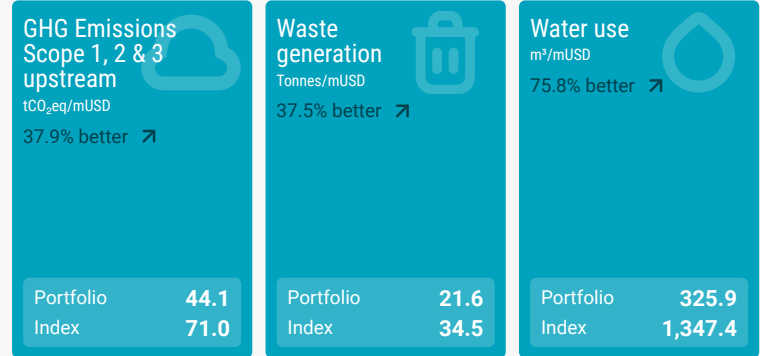 GHG Emissions
Scope 1, 2 & 3
upstream
tCO₂eq/mUSD
37.9% better
Portfolio 44.1
Index 71.0
Waste
generation
Tonnes/mUSD
37.5% better
Portfolio 21.6
Index 34.5
Water use
m³/mUSD
75.8% better
Portfolio 325.9
Index 1,347.4